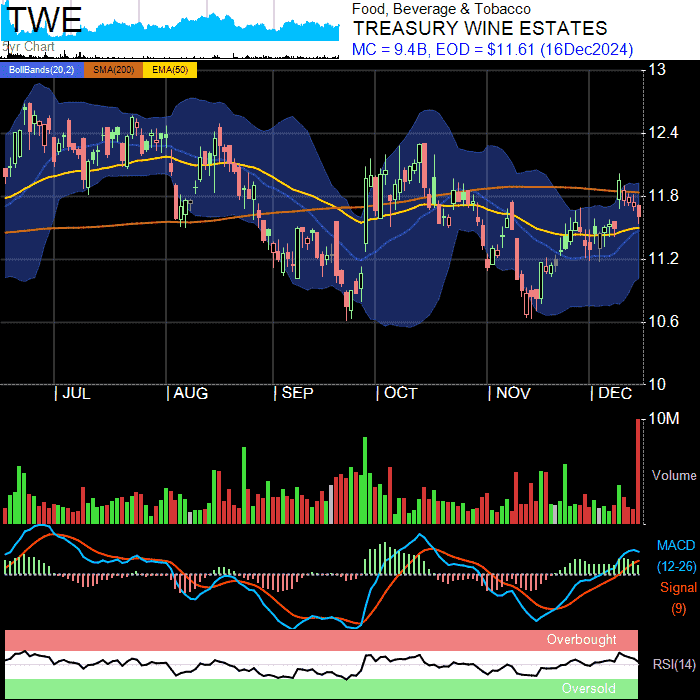 TWE
5yr Chart
Food, Beverage & Tobacco
TREASURY WINE ESTATES
MC = 9.4B, EOD = $11.61 (16Dec2024)
BollBands(20,2) SMA(200) EMA(50)
13
12.4
11.8
11.2
10.6
10
| JUL | AUG | SEP | OCT | NOV | DEC
10M
Volume
MACD
(12-26)
Signal
(9)
Overbought
RSI(14)
Oversold